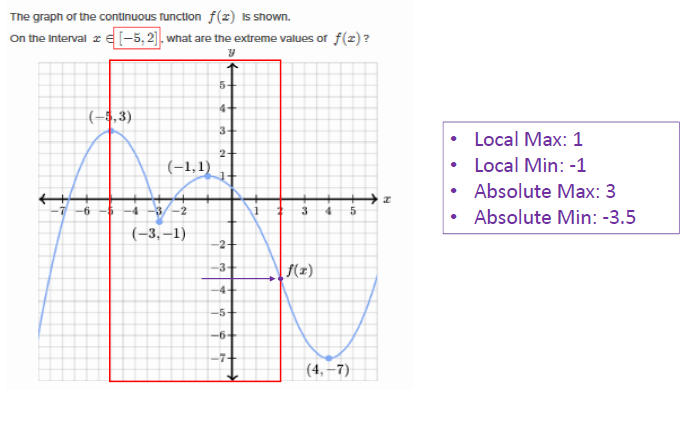 The graph of the continuous function f(x) is shown.
On the interval x ∈ [−5, 2], what are the extreme values of f(x)?
y
5
4
(−5,3)
3
2
(−1,1)
1
x
−7 −6 −5 −4 −3 −2 1 2 3 4 5
(−3,−1)
−2
−3
f(x)
−4
−5
−6
−7
(4,−7)
• Local Max: 1
• Local Min: -1
• Absolute Max: 3
• Absolute Min: -3.5